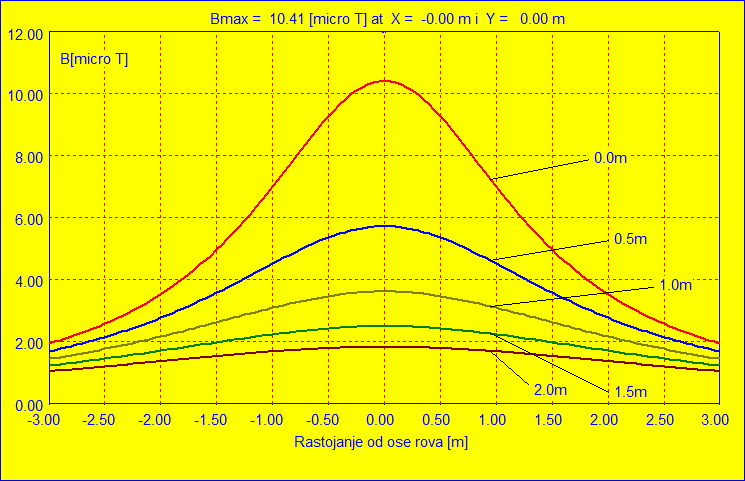 Bmax = 10.41 [micro T] at X = -0.00 m i Y = 0.00 m
12.00
B[micro T]
10.00
8.00
0.0m
6.00
0.5m
4.00
1.0m
2.00
2.0m
1.5m
0.00
-3.00 -2.50 -2.00 -1.50 -1.00 -0.50 0.00 0.50 1.00 1.50 2.00 2.50 3.00
Rastojanje od ose rova [m]